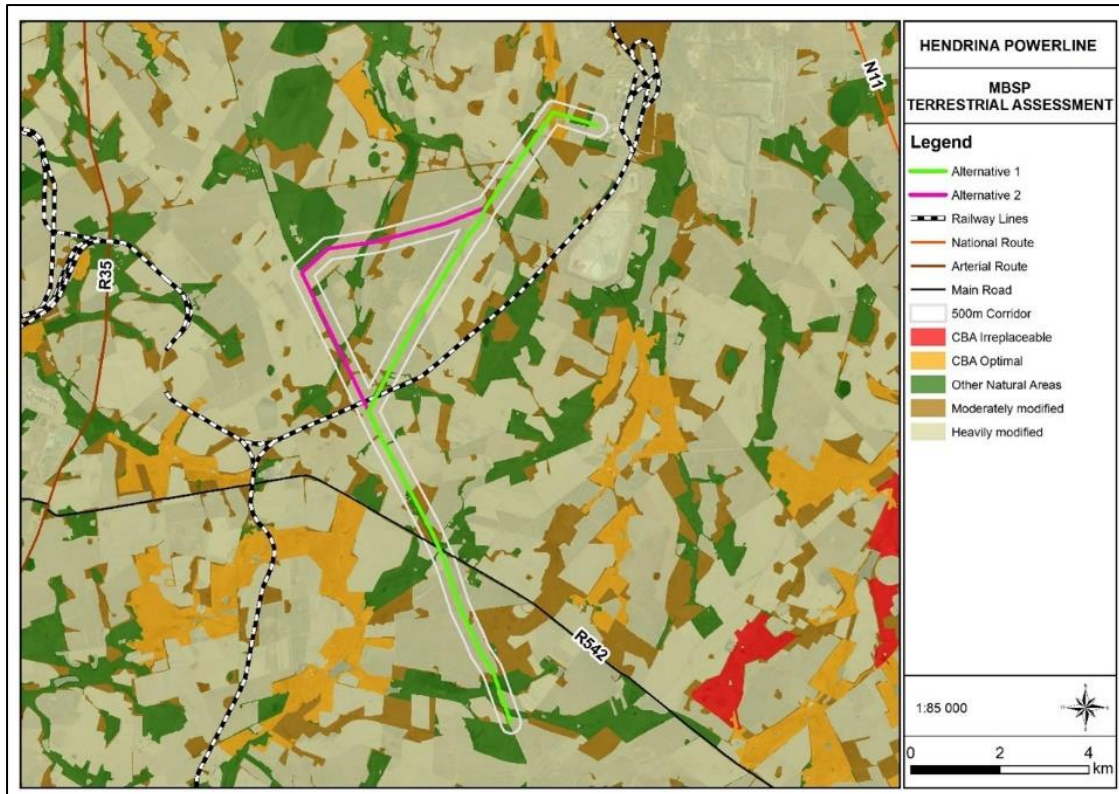 HENDRINA POWERLINE
MBSP
TERRESTRIAL ASSESSMENT
Legend
Alternative 1
Alternative 2
Railway Lines
National Route
Arterial Route
Main Road
500m Corridor
CBA Irreplaceable
CBA Optimal
Other Natural Areas
Moderately modified
Heavily modified
1:85 000
0 2 4
km
N11
R35
R542